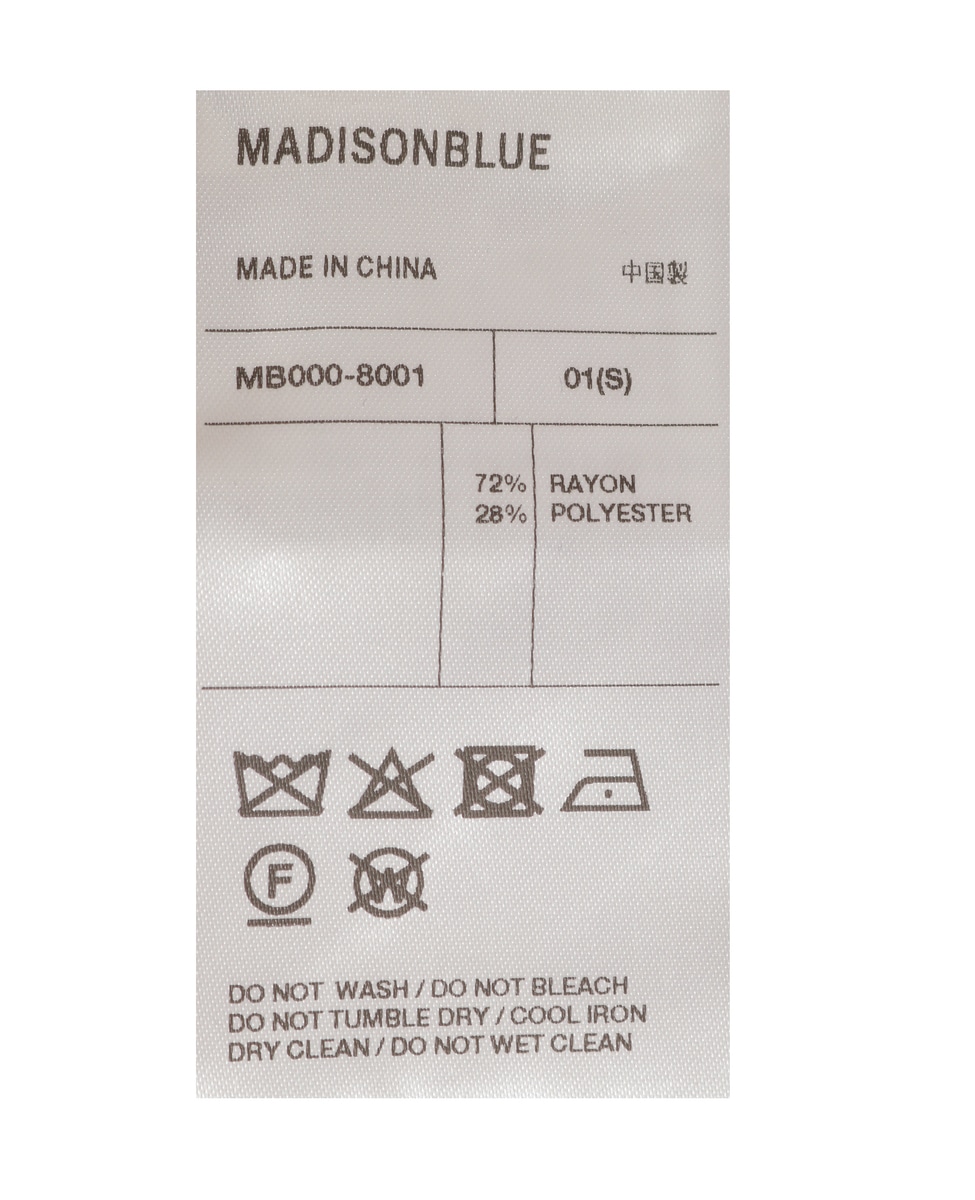 MADISONBLUE
MADE IN CHINA 中国製
MB000-8001 01(S)
72% RAYON
28% POLYESTER
F W
DO NOT WASH / DO NOT BLEACH
DO NOT TUMBLE DRY / COOL IRON
DRY CLEAN / DO NOT WET CLEAN